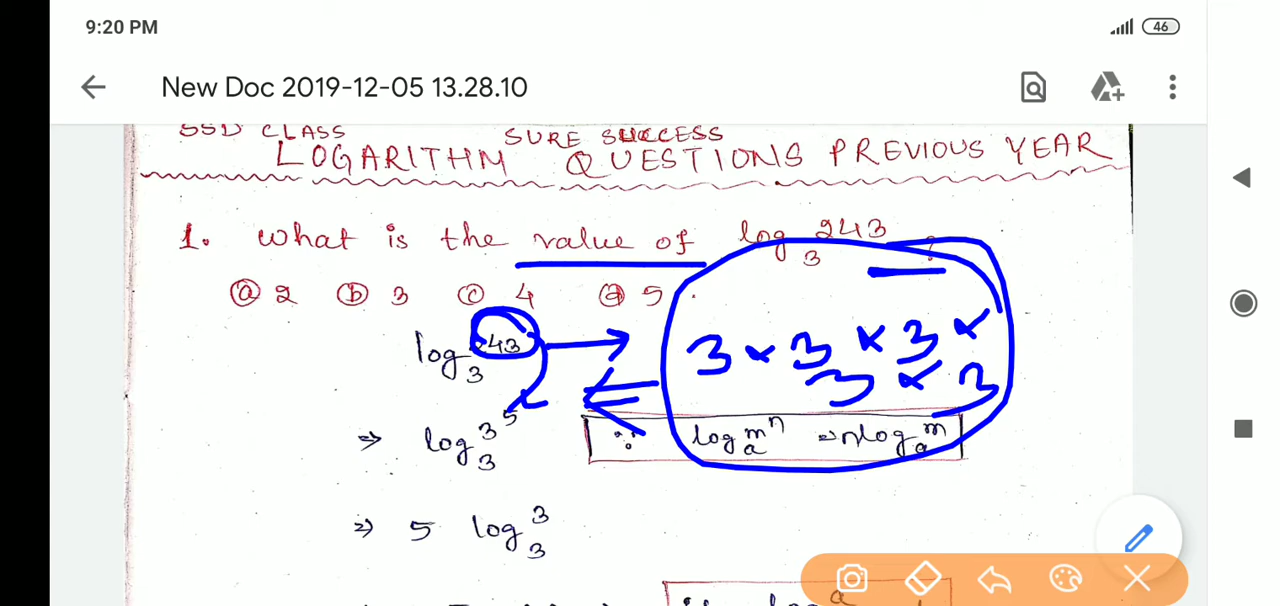 9:20 PM 46
New Doc 2019-12-05 13.28.10
SSD CLASS SURE SUCCESS
LOGARITHM QUESTIONS PREVIOUS YEAR
1. What is the value of log₃ 243 ?
ⓐ 2 ⓑ 3 ⓒ 4 ⓓ 5
log₃ 243
3 × 3 × 3 ×
3 × 3
⇒ log₃ 3⁵ ∵ logₐ mⁿ ⇒ n logₐ m
⇒ 5 log₃ 3